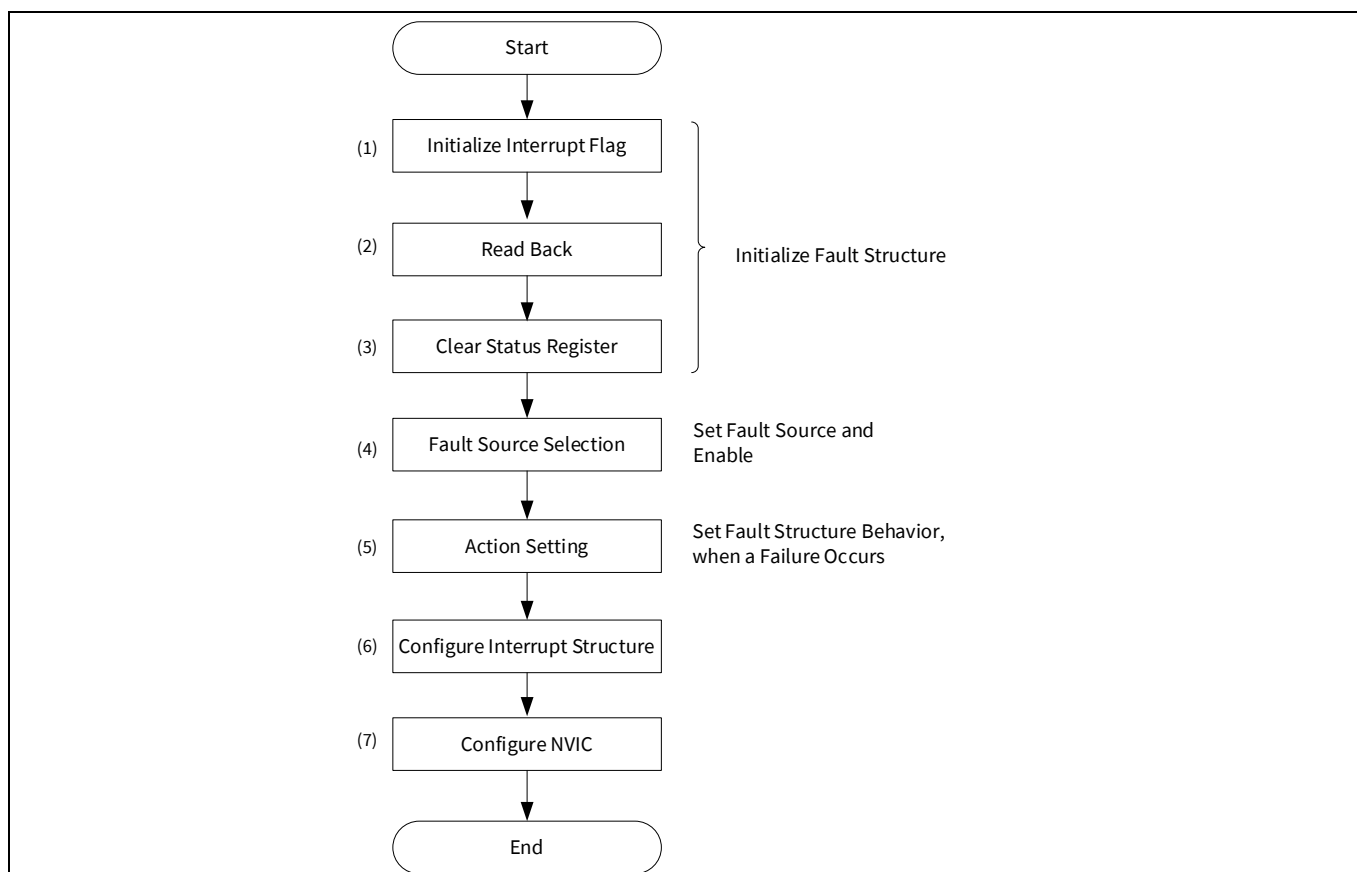 Start
(1)
Initialize Interrupt Flag
(2)
Read Back
Initialize Fault Structure
(3)
Clear Status Register
(4)
Fault Source Selection
Set Fault Source and
Enable
(5)
Action Setting
Set Fault Structure Behavior,
when a Failure Occurs
(6)
Configure Interrupt Structure
(7)
Configure NVIC
End